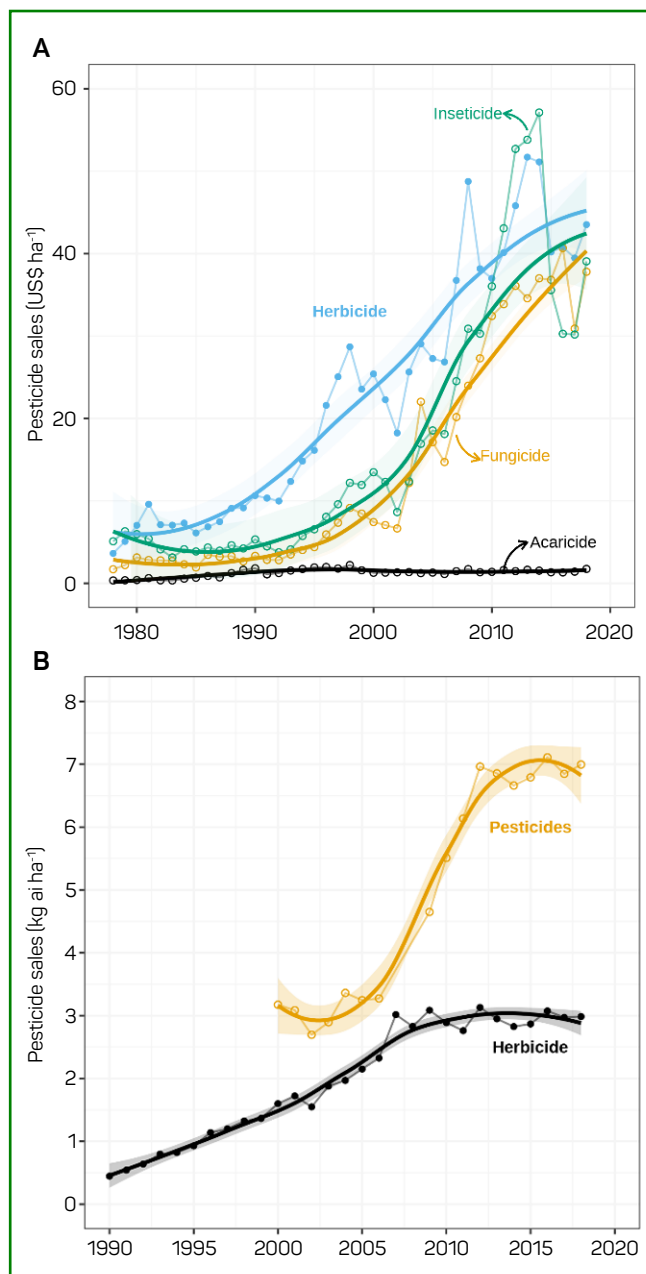 A
60
40
20
0
Pesticide sales (US$ ha⁻¹)
Inseticide
Herbicide
Fungicide
Acaricide
1980 1990 2000 2010 2020
B
8
7
6
5
4
3
2
1
0
Pesticide sales (kg ai ha⁻¹)
Pesticides
Herbicide
1990 1995 2000 2005 2010 2015 2020